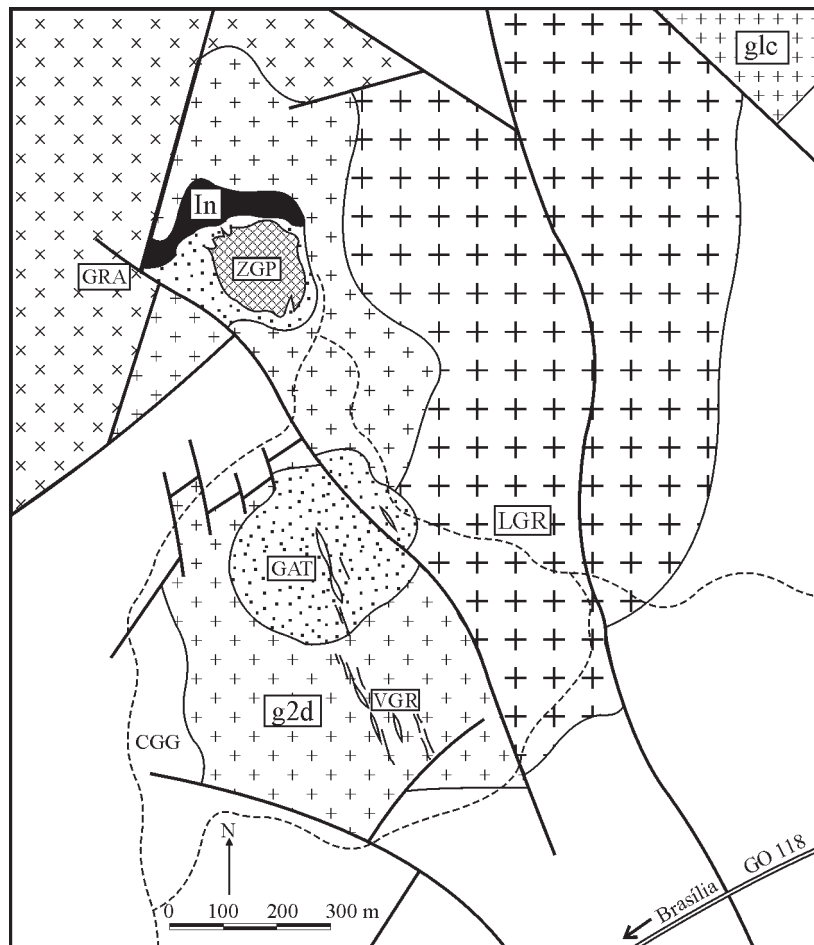 glc
In
ZGP
GRA
LGR
GAT
VGR
g2d
CGG
N
0 100 200 300 m
GO 118
Brasília